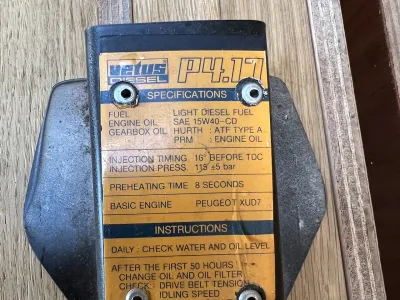 vetus P4.17
DIESEL
SPECIFICATIONS
FUEL : LIGHT DIESEL FUEL
ENGINE OIL : SAE 15W40-CD
GEARBOX OIL : HURTH : ATF TYPE A
PRM : ENGINE OIL
INJECTION TIMING 16° BEFORE TDC
INJECTION PRESS. 115 ±5 bar
PREHEATING TIME 8 SECONDS
BASIC ENGINE PEUGEOT XUD7
INSTRUCTIONS
DAILY : CHECK WATER AND OIL LEVEL
AFTER THE FIRST 50 HOURS
CHANGE OIL AND OIL FILTER
CHECK : DRIVE BELT TENSION
IDLING SPEED